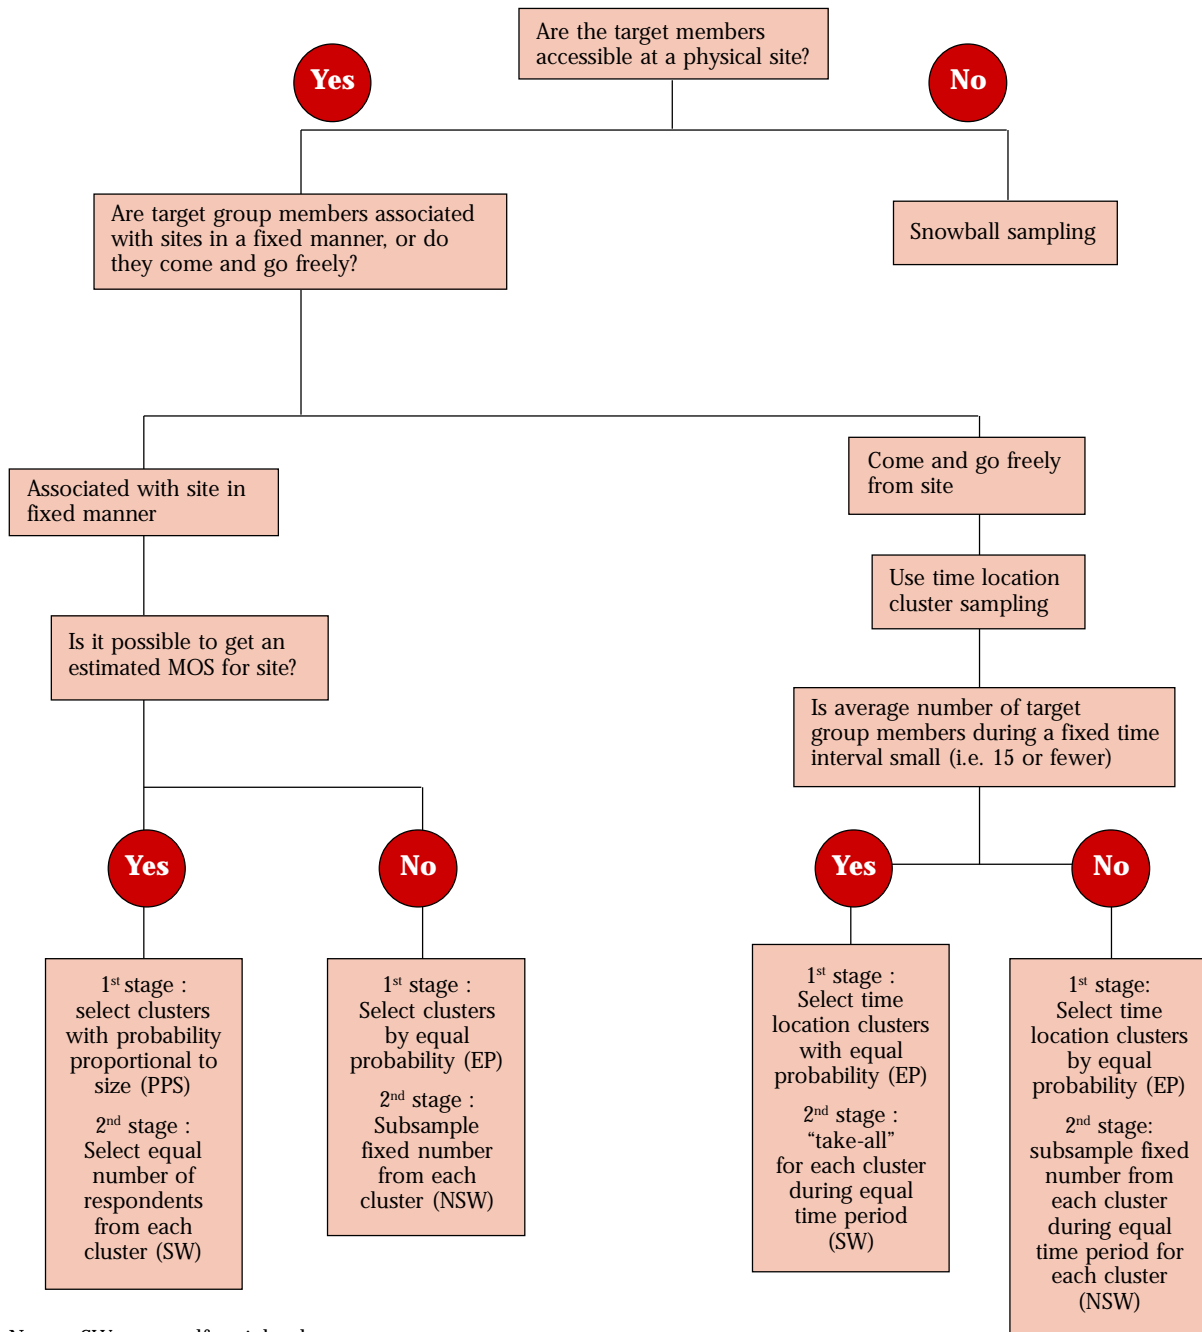 Are the target members
accessible at a physical site?
Yes
No
Are target group members associated
with sites in a fixed manner, or do
they come and go freely?
Snowball sampling
Associated with site in
fixed manner
Come and go freely
from site
Use time location
cluster sampling
Is it possible to get an
estimated MOS for site?
Is average number of target
group members during a fixed time
interval small (i.e. 15 or fewer)
Yes
No
Yes
No
1st stage :
select clusters
with probability
proportional to
size (PPS)
2nd stage :
Select equal
number of
respondents
from each
cluster (SW)
1st stage :
Select clusters
by equal
probability (EP)
2nd stage :
Subsample
fixed number
from each
cluster (NSW)
1st stage :
Select time
location clusters
with equal
probability (EP)
2nd stage :
“take-all”
for each cluster
during equal
time period
(SW)
1st stage:
Select time
location clusters
by equal
probability (EP)
2nd stage:
subsample fixed
number from
each cluster
during equal
time period for
each cluster
(NSW)